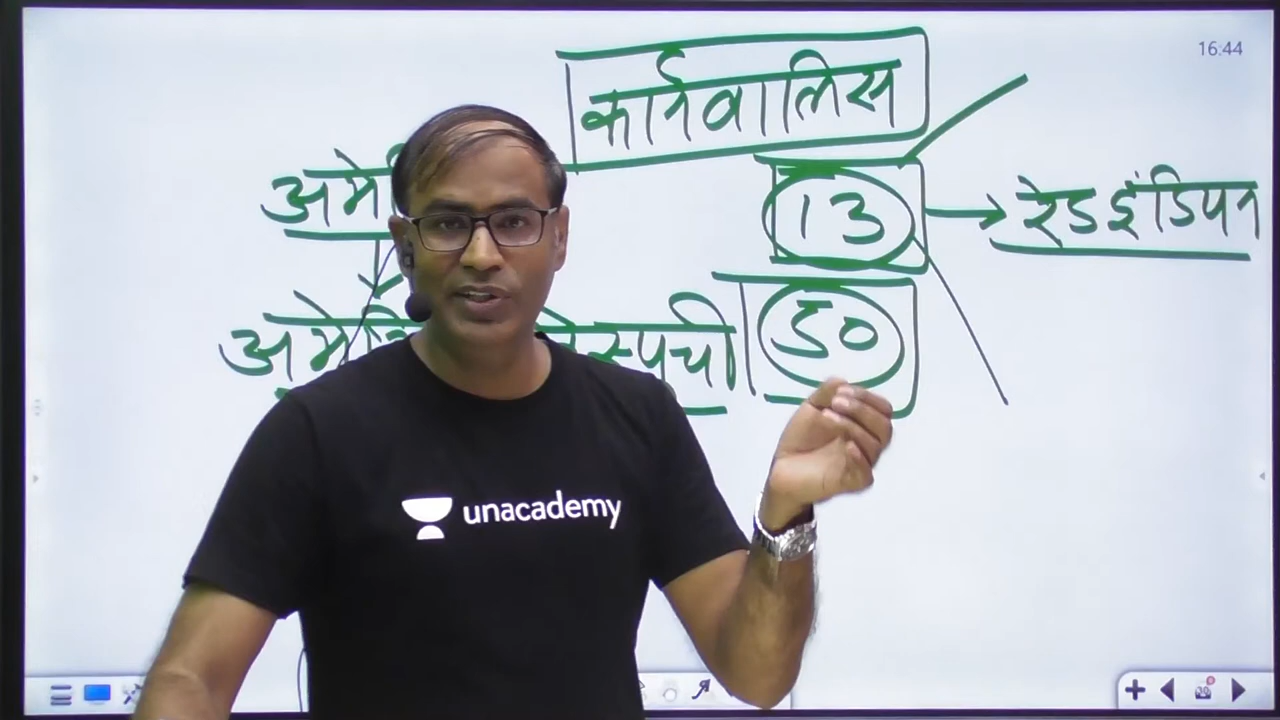 16:44
कार्नवालिस
13 → रेड इंडियन
50
unacademy